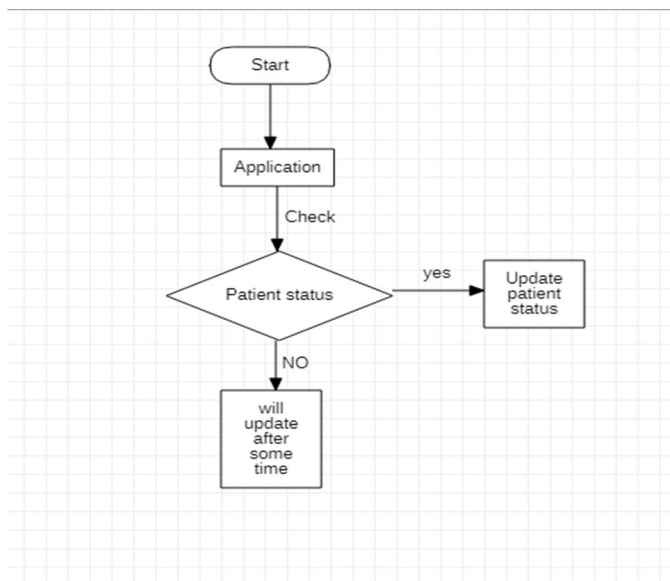 Start
Application
Check
Patient status
yes
Update
patient
status
NO
will
update
after
some
time